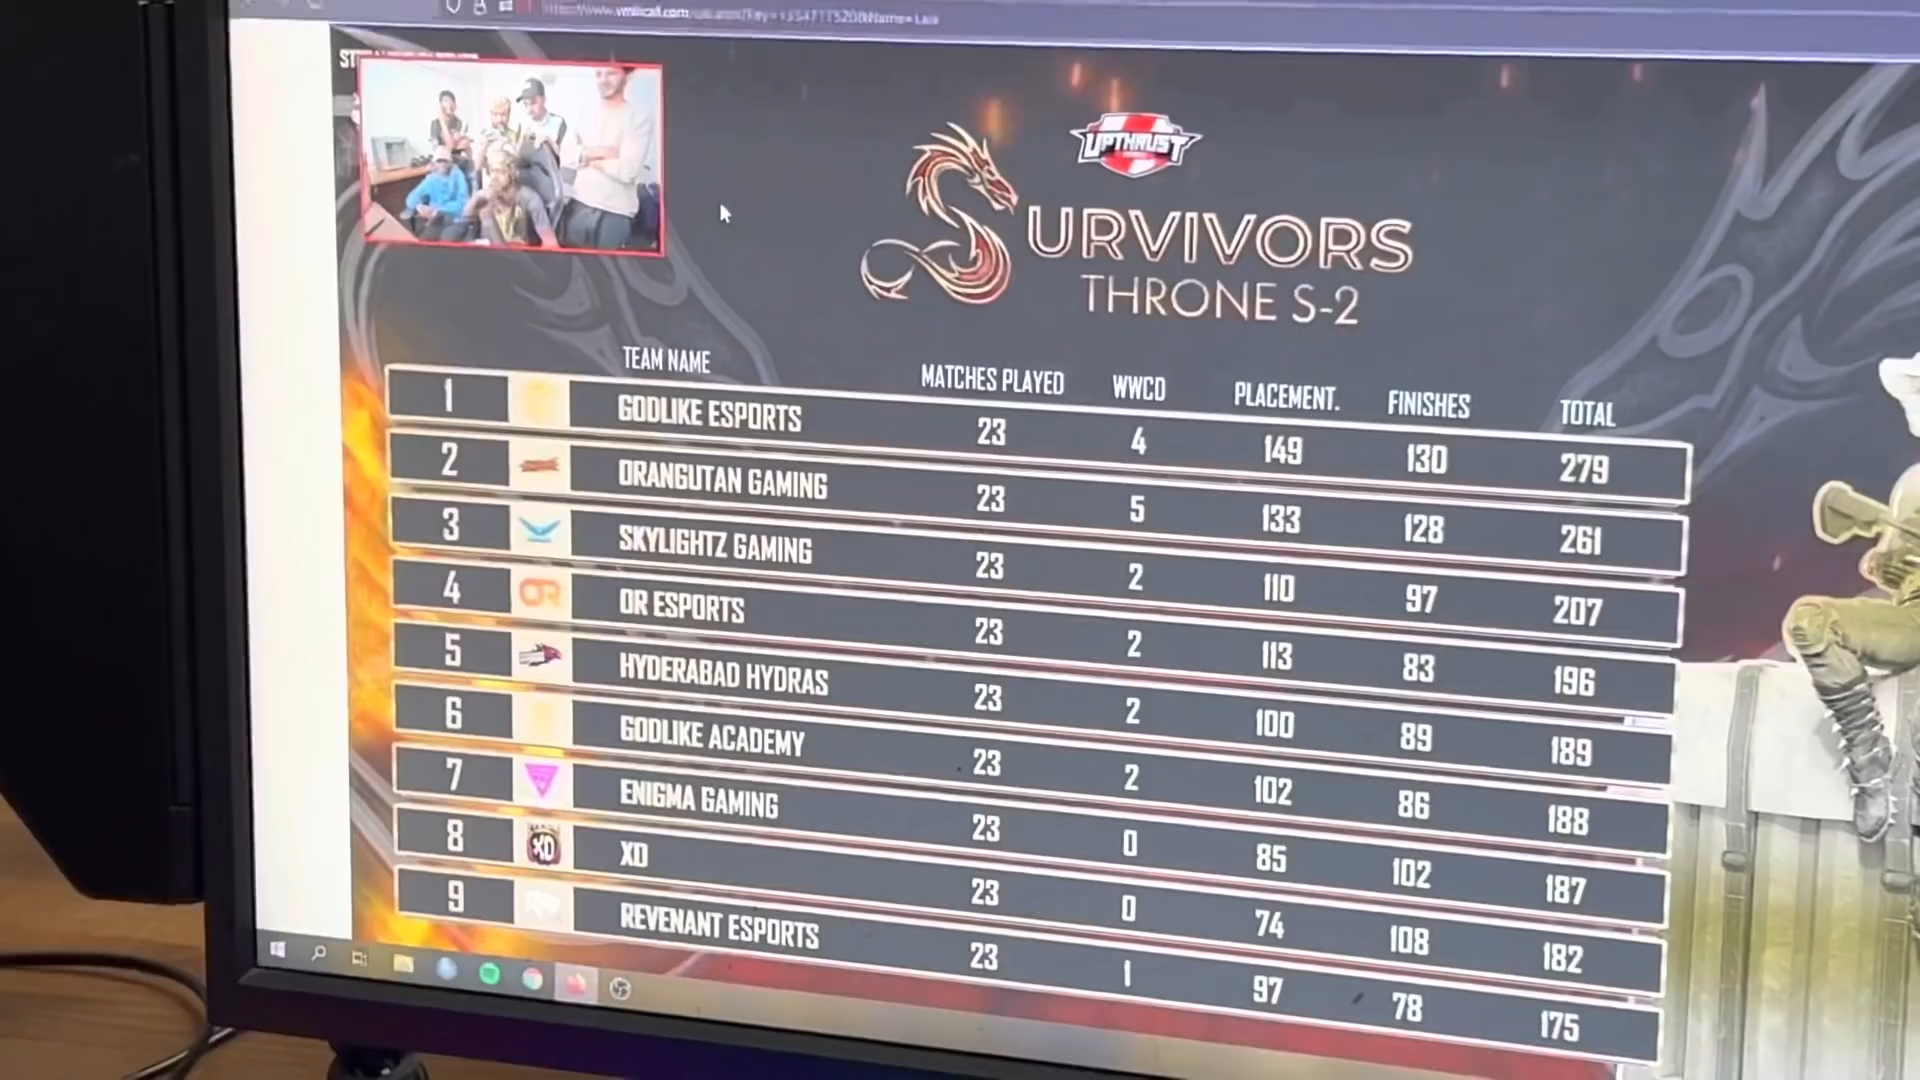 UPTHRUST
SURVIVORS
THRONE S-2
TEAM NAME MATCHES PLAYED WWCD PLACEMENT. FINISHES TOTAL
1 GODLIKE ESPORTS 23 4 149 130 279
2 ORANGUTAN GAMING 23 5 133 128 261
3 SKYLIGHTZ GAMING 23 2 110 97 207
4 OR OR ESPORTS 23 2 113 83 196
5 HYDERABAD HYDRAS 23 2 100 89 189
6 GODLIKE ACADEMY 23 2 102 86 188
7 ENIGMA GAMING 23 0 85 102 187
8 XD XD 23 0 74 108 182
9 REVENANT ESPORTS 23 1 97 78 175